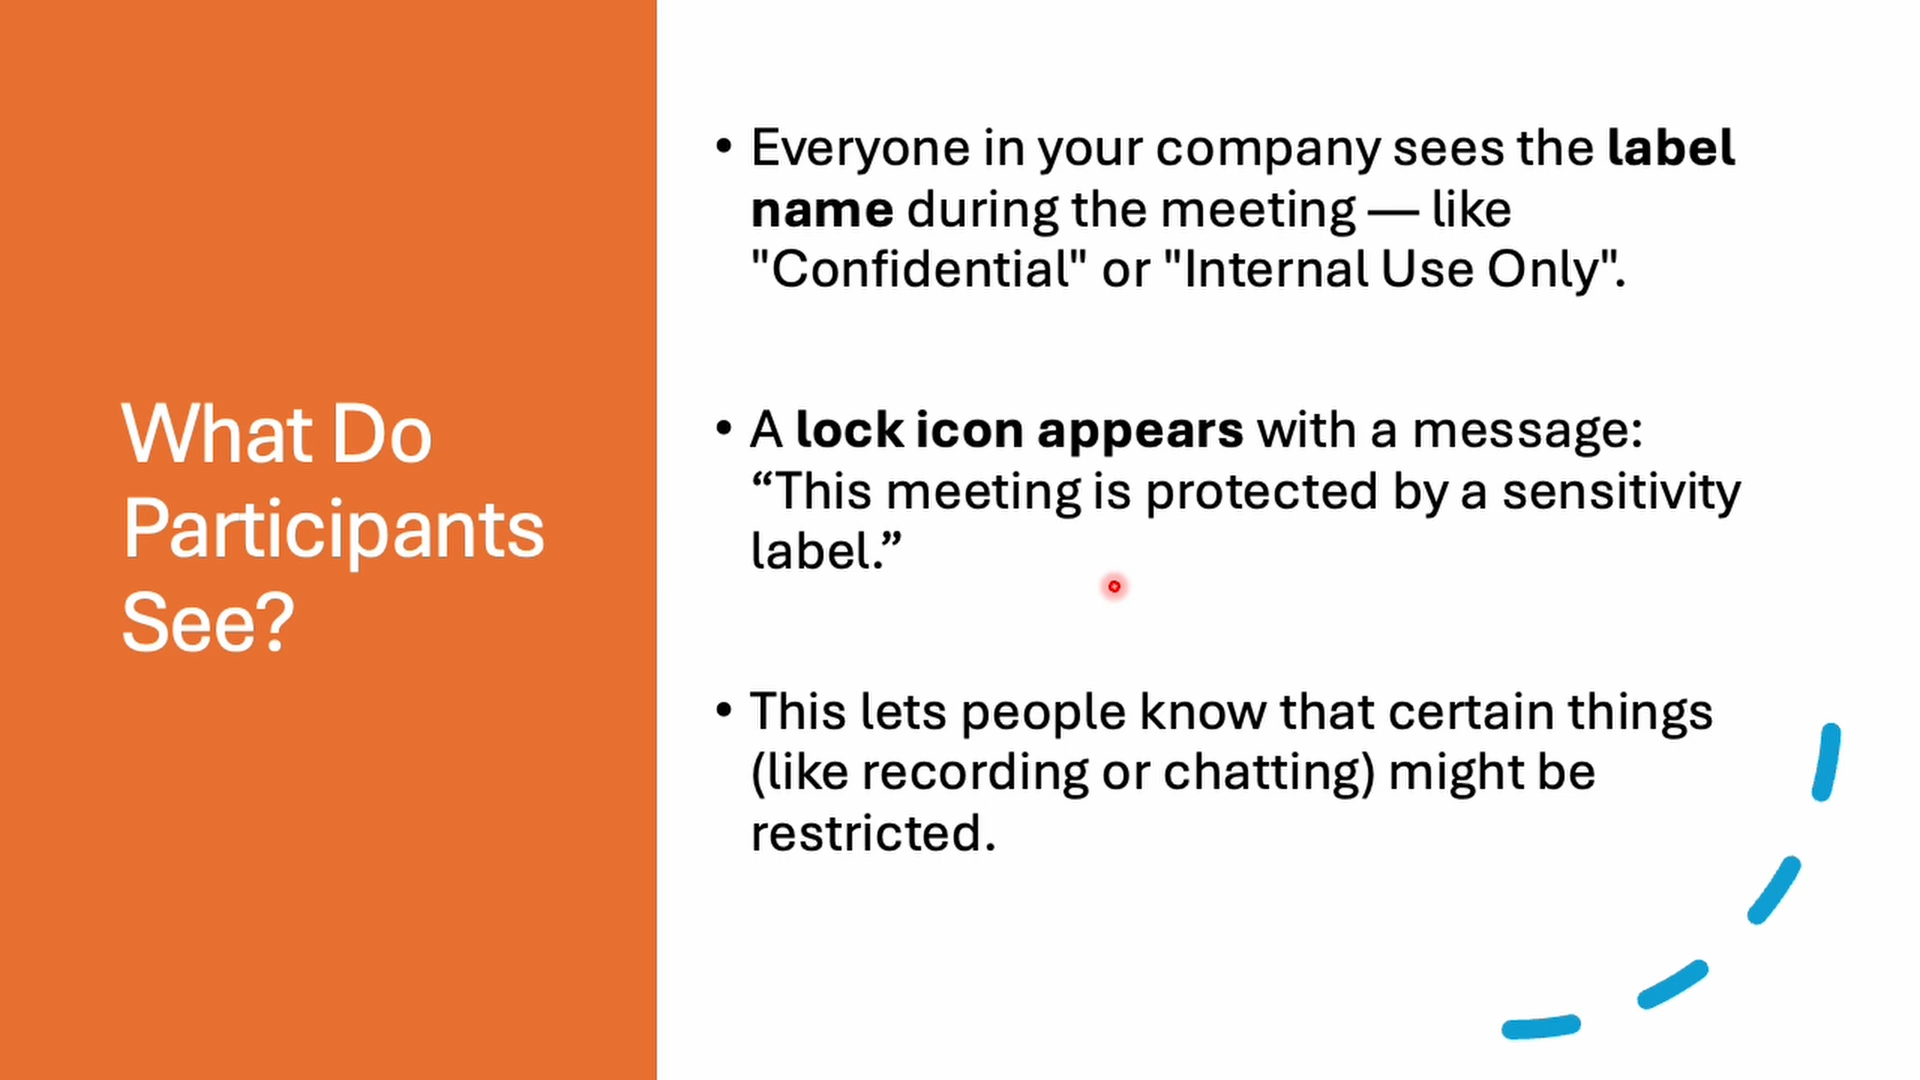 What Do
Participants
See?
• Everyone in your company sees the label
name during the meeting — like
"Confidential" or "Internal Use Only".
• A lock icon appears with a message:
“This meeting is protected by a sensitivity
label.”
• This lets people know that certain things
(like recording or chatting) might be
restricted.